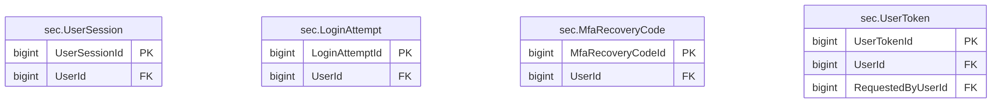 sec.UserSession
bigint UserSessionId PK
bigint UserId FK
sec.LoginAttempt
bigint LoginAttemptId PK
bigint UserId FK
sec.MfaRecoveryCode
bigint MfaRecoveryCodeId PK
bigint UserId FK
sec.UserToken
bigint UserTokenId PK
bigint UserId FK
bigint RequestedByUserId FK